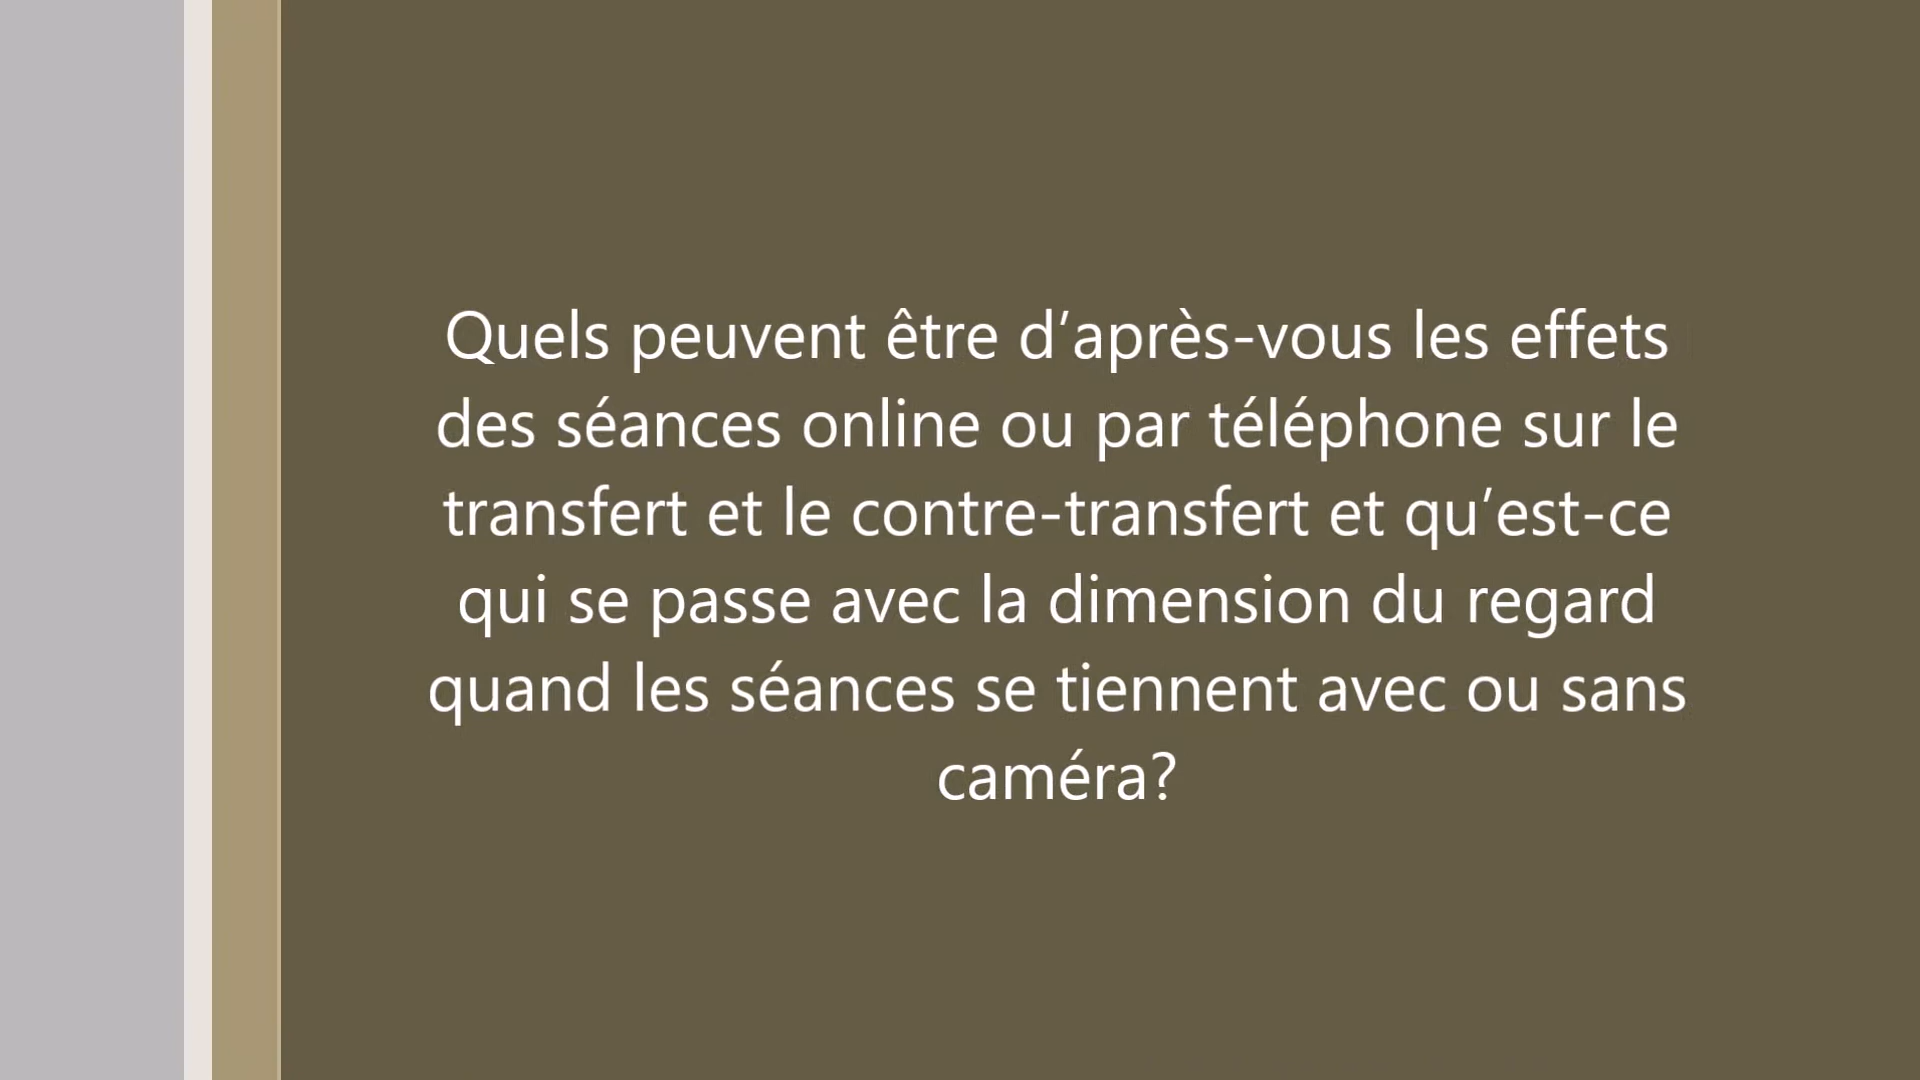 Quels peuvent être d’après-vous les effets
des séances online ou par téléphone sur le
transfert et le contre-transfert et qu’est-ce
qui se passe avec la dimension du regard
quand les séances se tiennent avec ou sans
caméra?